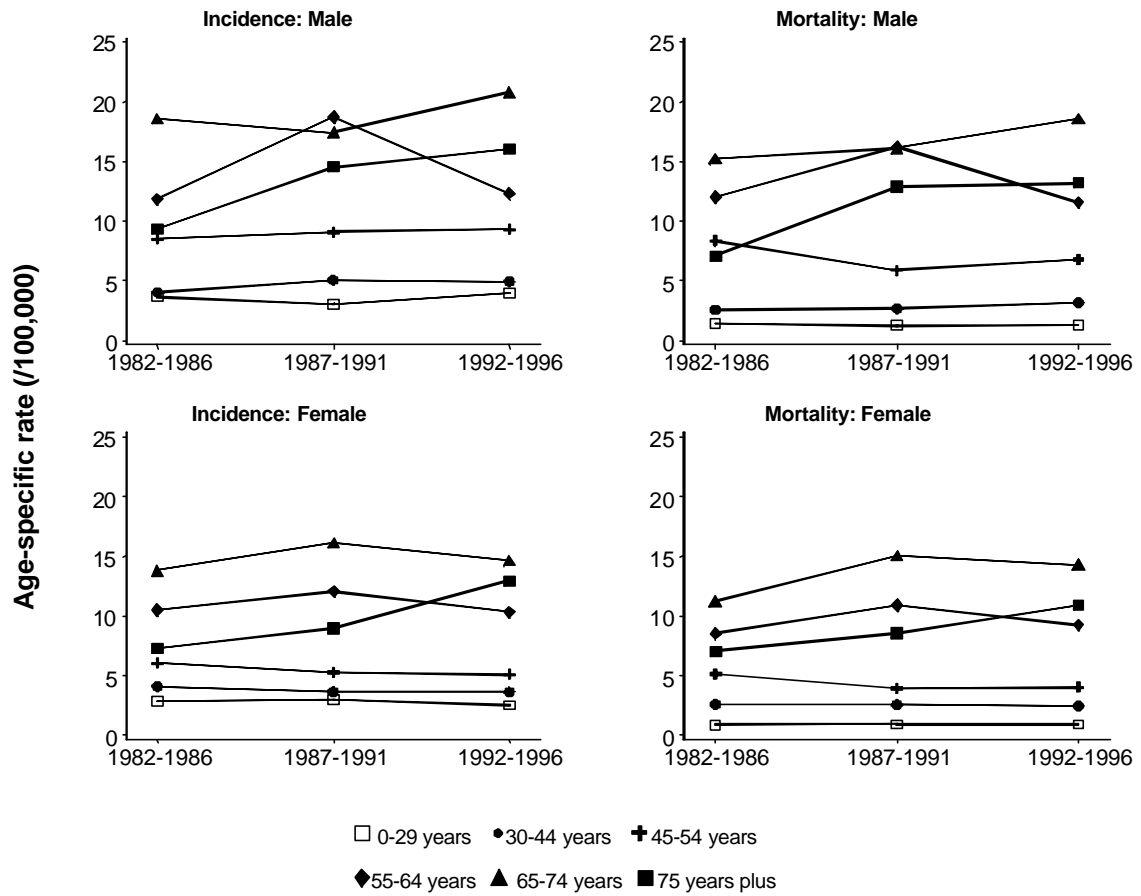 Incidence: Male
25
20
15
10
5
0
1982-1986 1987-1991 1992-1996
Mortality: Male
25
20
15
10
5
0
1982-1986 1987-1991 1992-1996
Age-specific rate (/100,000)
Incidence: Female
25
20
15
10
5
0
1982-1986 1987-1991 1992-1996
Mortality: Female
25
20
15
10
5
0
1982-1986 1987-1991 1992-1996
0-29 years 30-44 years 45-54 years
55-64 years 65-74 years 75 years plus